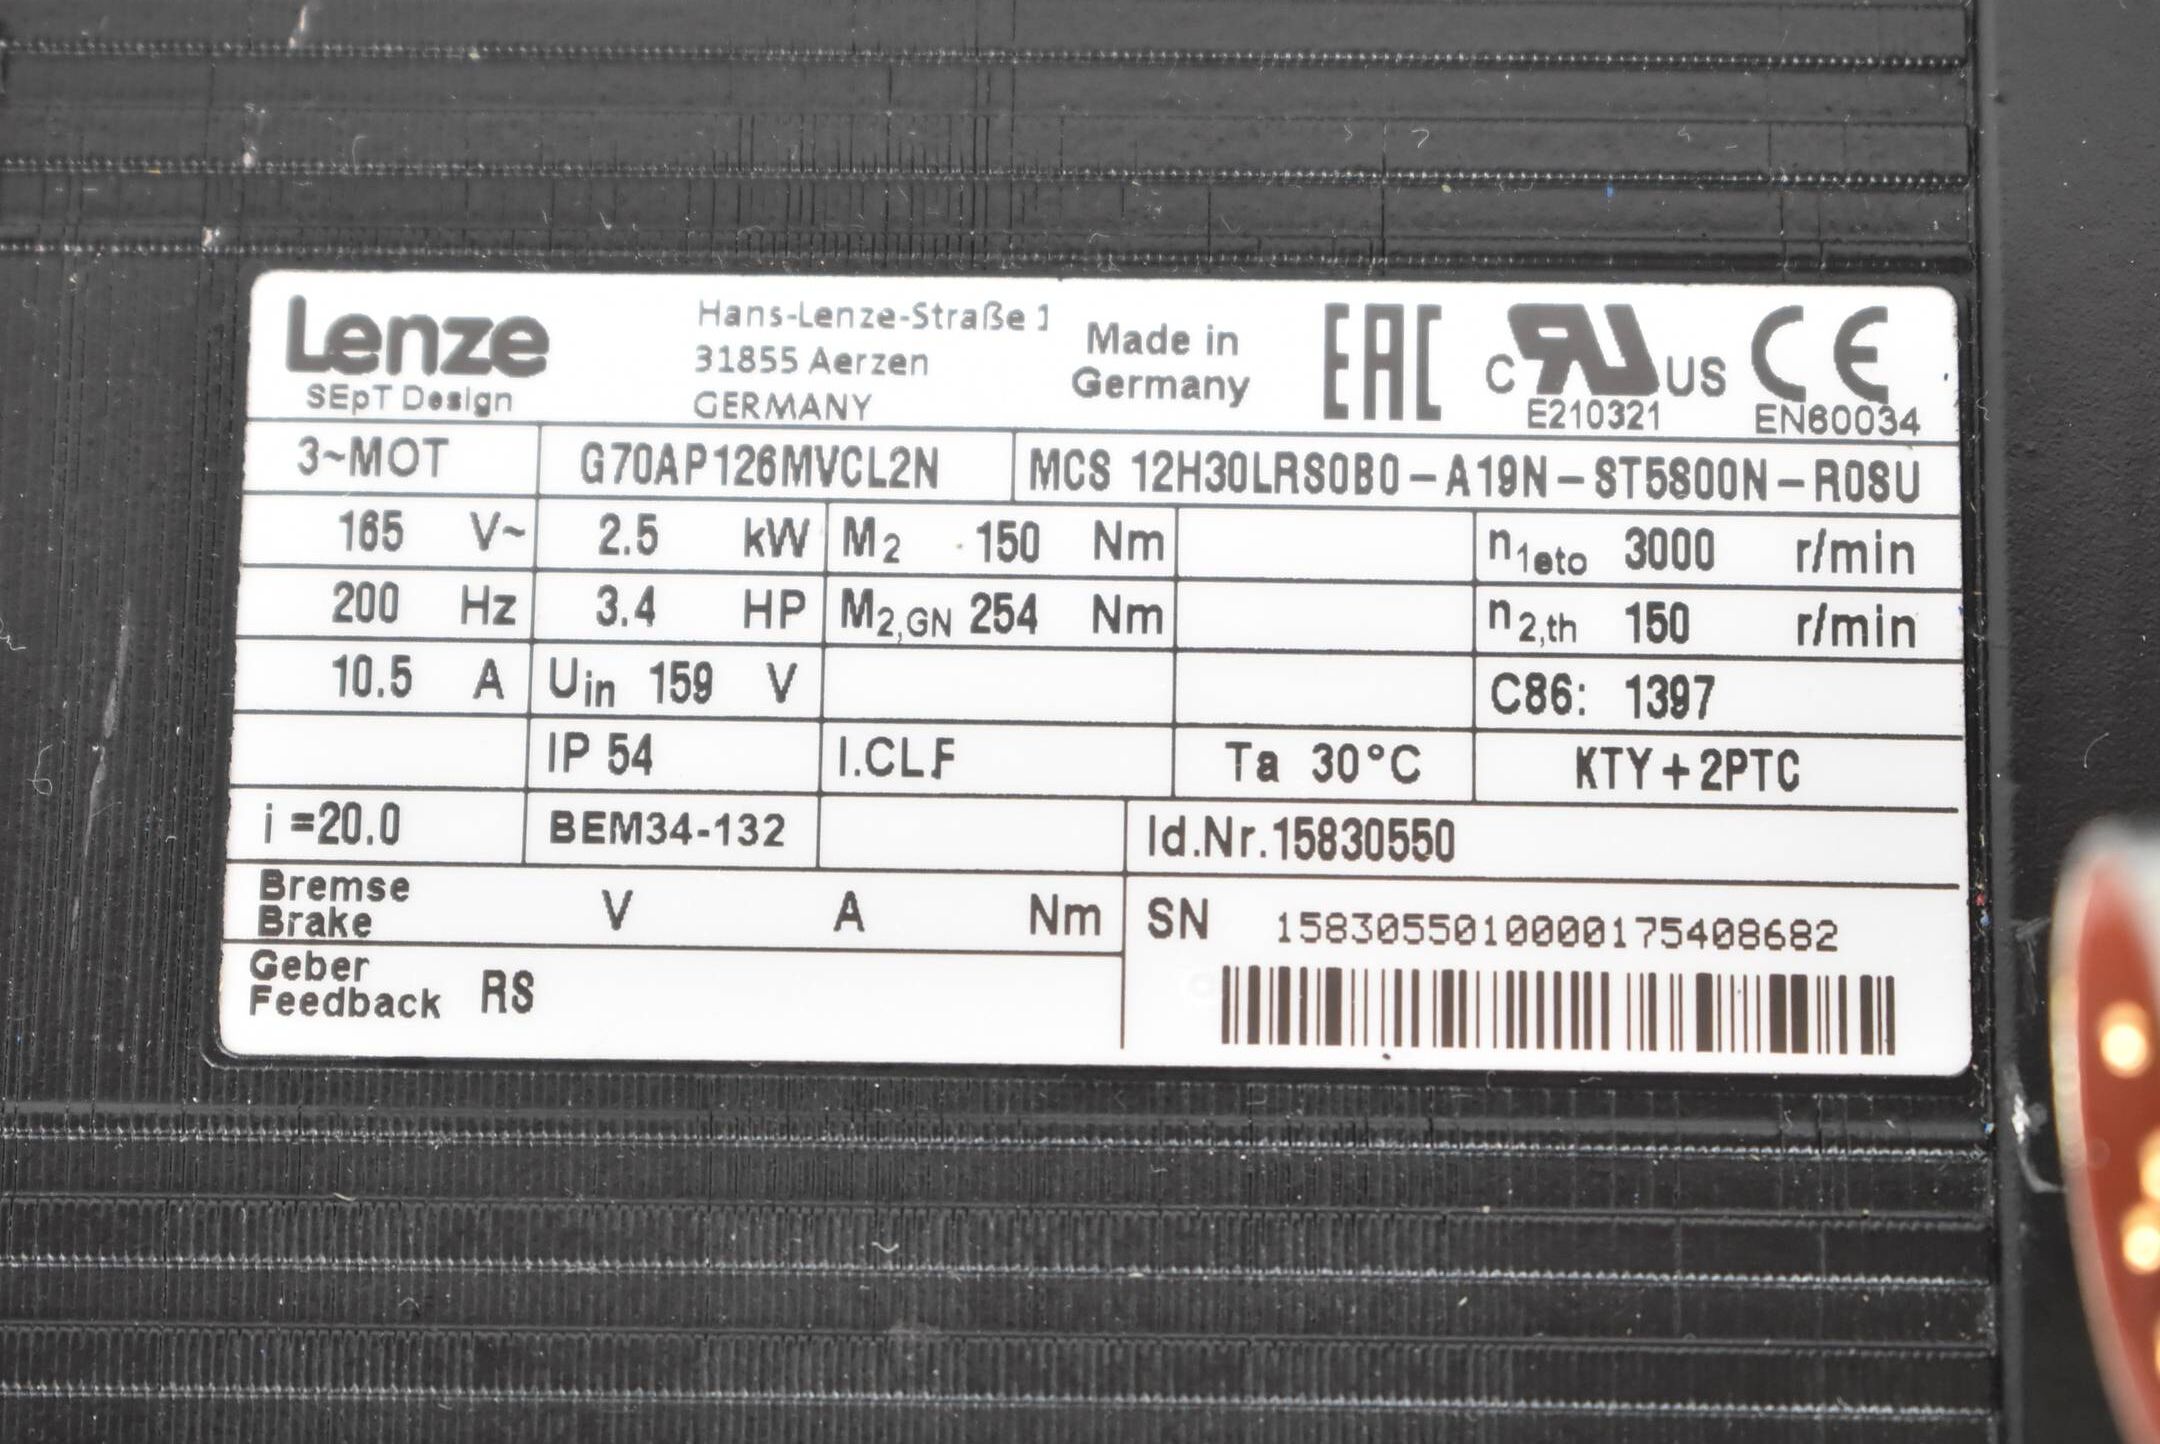 Lenze
SEpT Design
Hans-Lenze-Straße 1
31855 Aerzen
GERMANY
Made in
Germany
EAC
c RU US
E210321
CE
EN60034
3~MOT G70AP126MVCL2N MCS 12H30LRS0B0-A19N-ST5S00N-R0SU
165 V~ 2.5 kW M2 150 Nm n1eto 3000 r/min
200 Hz 3.4 HP M2,GN 254 Nm n2,th 150 r/min
10.5 A Uin 159 V C86: 1397
IP 54 I.CL.F Ta 30°C KTY+2PTC
i =20.0 BEM34-132 Id.Nr.15830550
Bremse
Brake V A Nm
SN 1583055010000175408682
Geber
Feedback RS